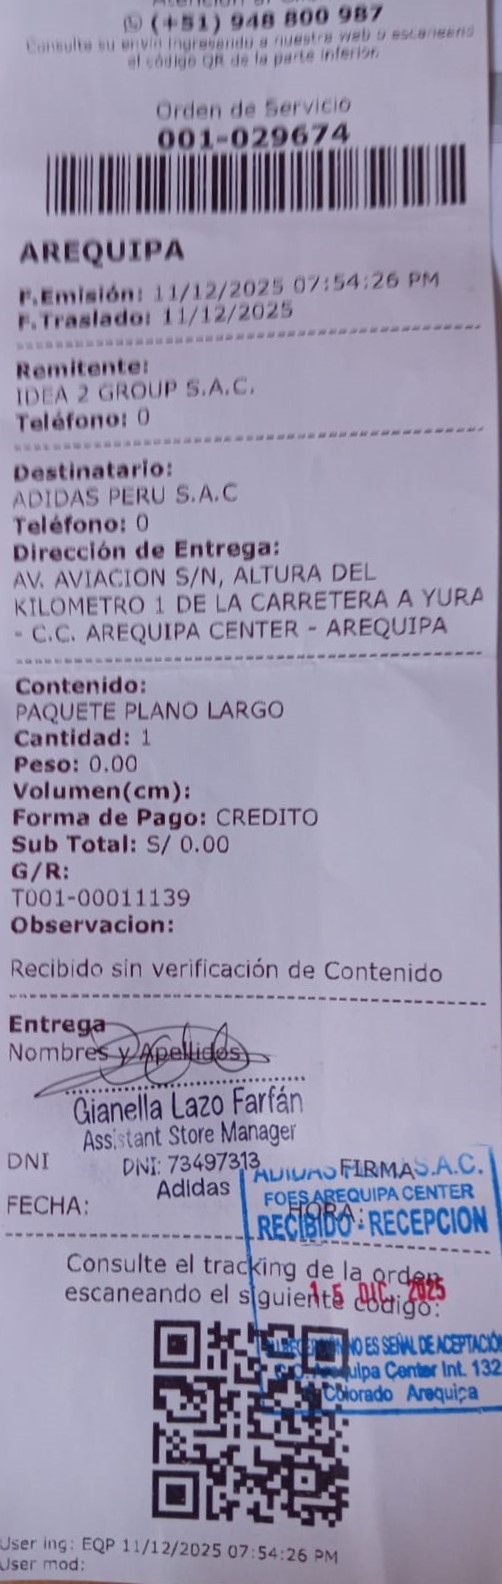 Atención al Cliente
(+51) 948 800 987
Consulte su envío ingresando a nuestra web o escaneando
el código QR de la parte inferior.
Orden de Servicio
001-029674
AREQUIPA
F.Emisión: 11/12/2025 07:54:26 PM
F.Traslado: 11/12/2025
Remitente:
IDEA 2 GROUP S.A.C.
Teléfono: 0
Destinatario:
ADIDAS PERU S.A.C
Teléfono: 0
Dirección de Entrega:
AV. AVIACION S/N, ALTURA DEL
KILOMETRO 1 DE LA CARRETERA A YURA
- C.C. AREQUIPA CENTER - AREQUIPA
Contenido:
PAQUETE PLANO LARGO
Cantidad: 1
Peso: 0.00
Volumen(cm):
Forma de Pago: CREDITO
Sub Total: S/ 0.00
G/R:
T001-00011139
Observacion:
Recibido sin verificación de Contenido
Entrega
Nombres y Apellidos
Gianella Lazo Farfán
Assistant Store Manager
DNI
DNI: 73497313
Adidas
FIRMA
ADIDAS S.A.C.
FOES AREQUIPA CENTER
FECHA:
HORA:
RECIBIDO - RECEPCION
Consulte el tracking de la orden
escaneando el siguiente código:
15 DIC. 2025
NO ES SEÑAL DE ACEPTACIÓN
C.C. Arequipa Center Int. 132
Colorado Arequipa
User ing: EQP 11/12/2025 07:54:26 PM
User mod: